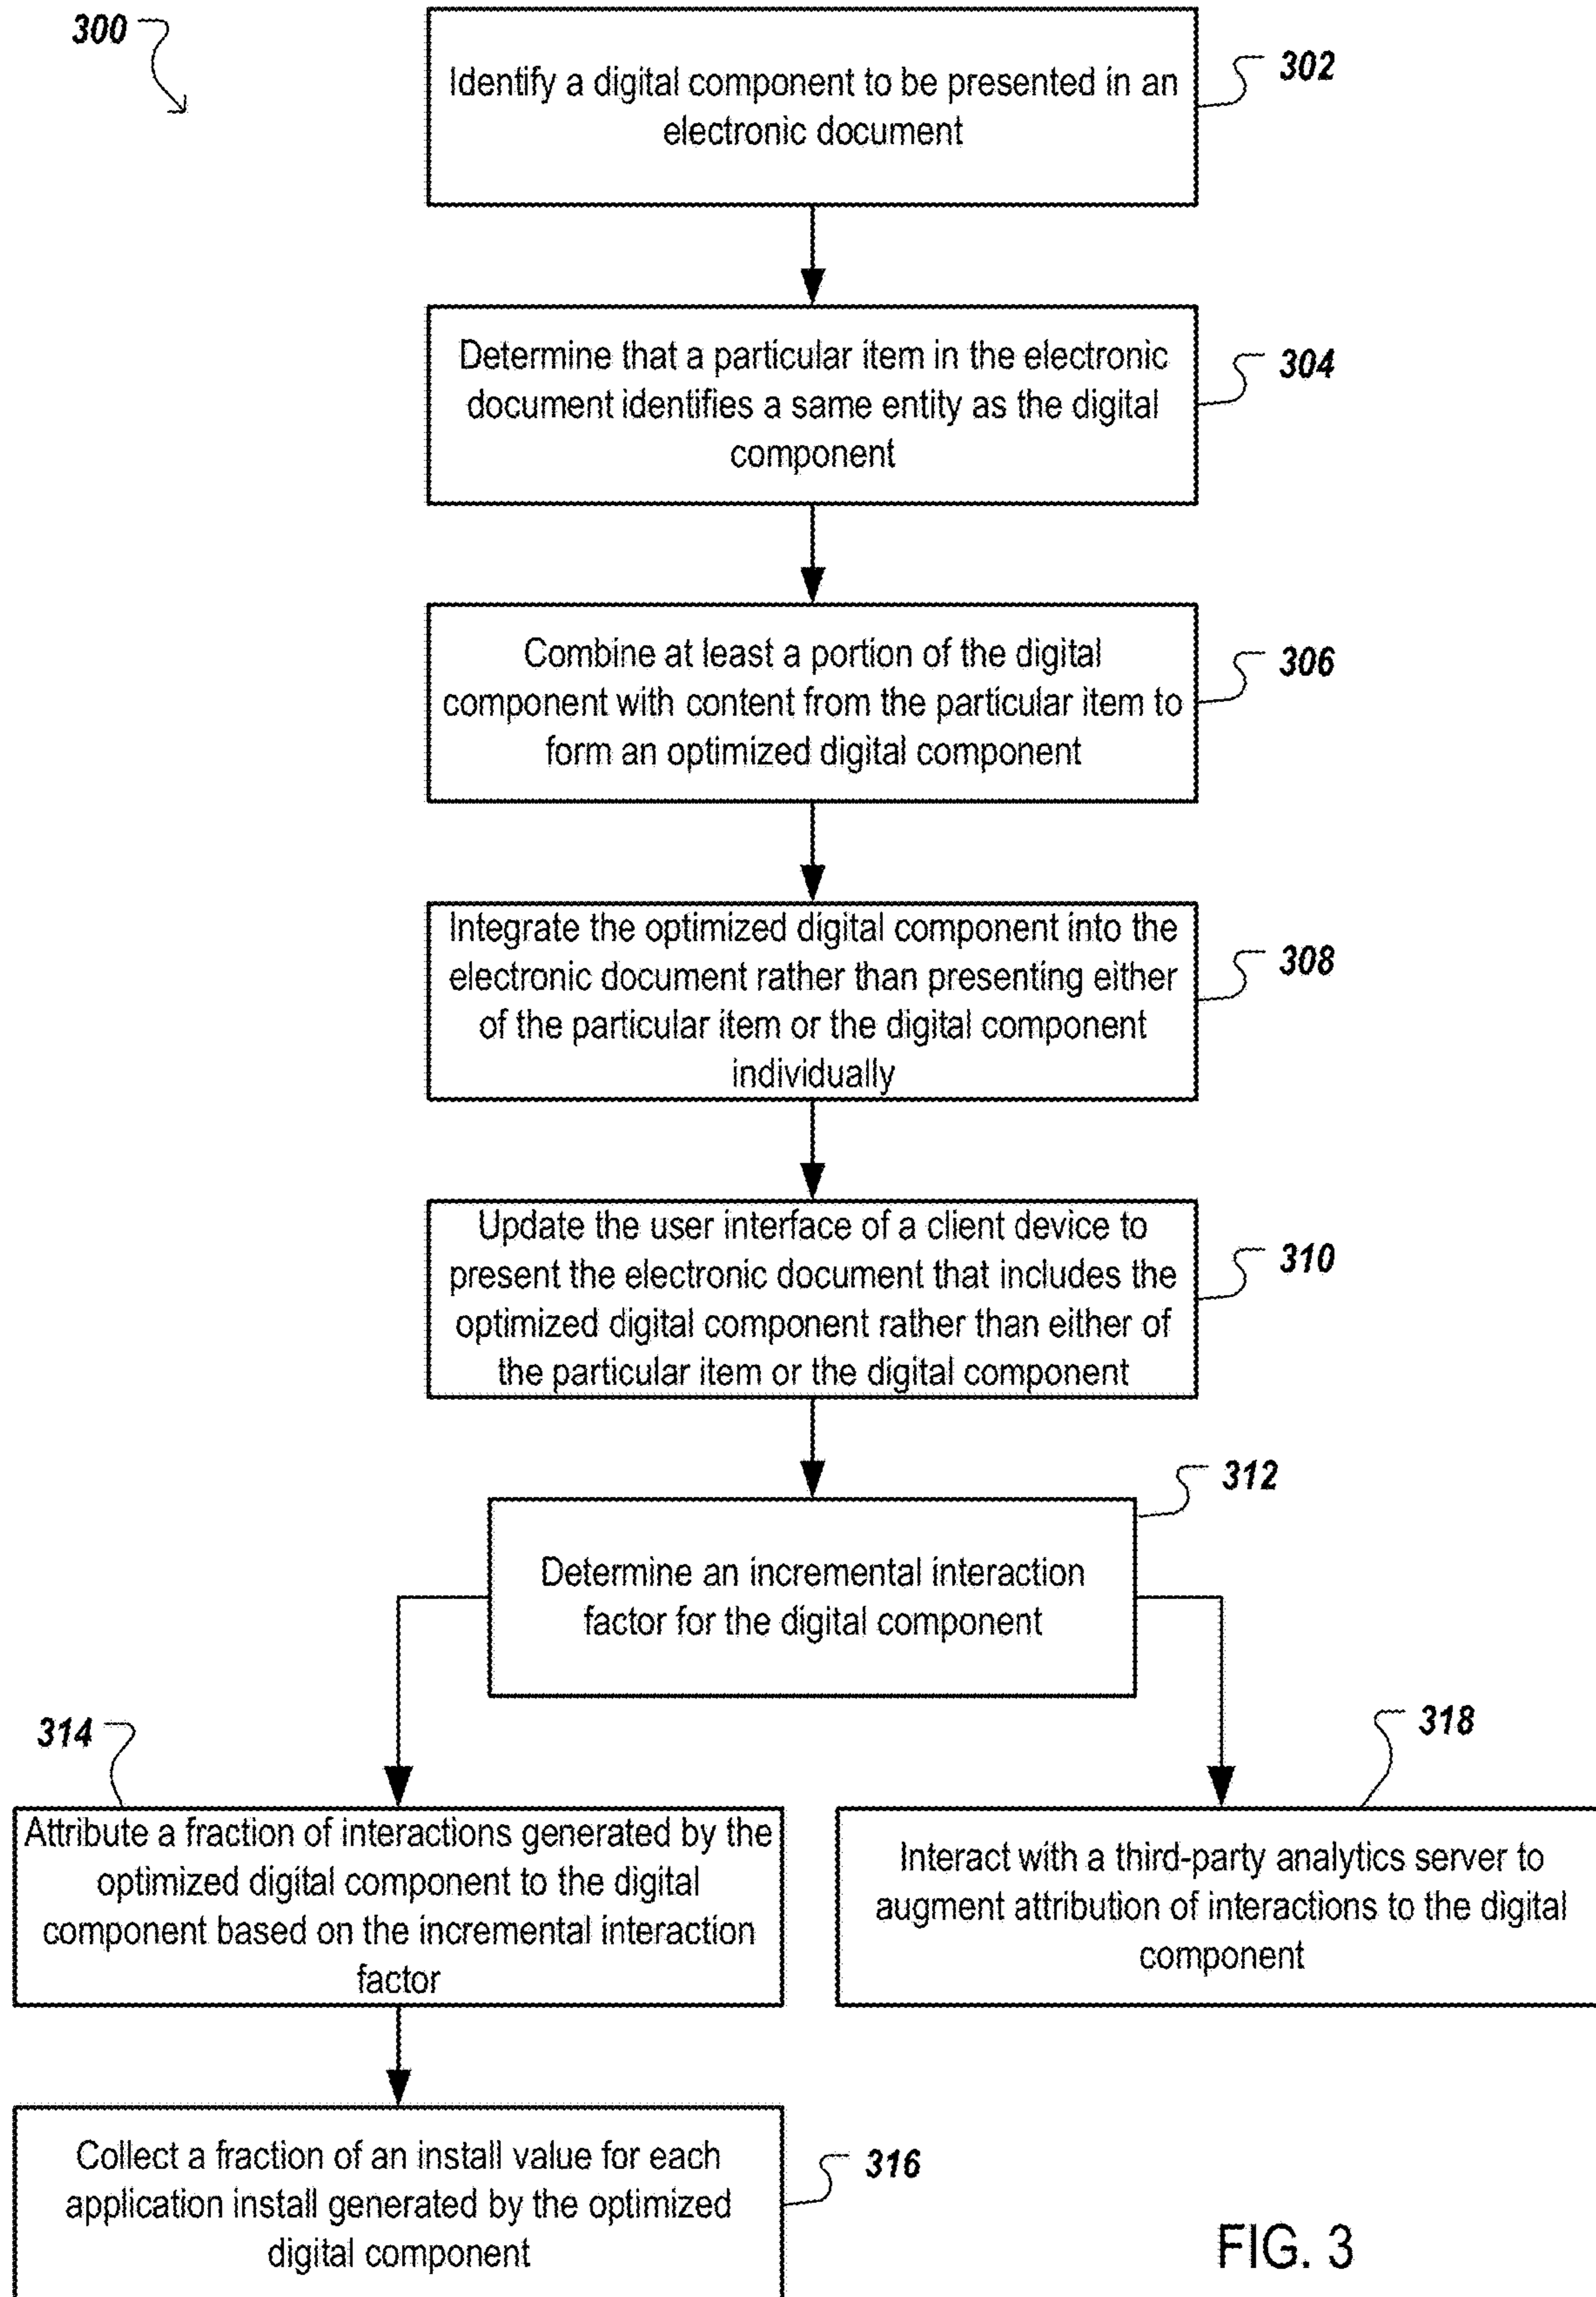 300
Identify a digital component to be presented in an
electronic document
302
Determine that a particular item in the electronic
document identifies a same entity as the digital
component
304
Combine at least a portion of the digital
component with content from the particular item to
form an optimized digital component
306
Integrate the optimized digital component into the
electronic document rather than presenting either
of the particular item or the digital component
individually
308
Update the user interface of a client device to
present the electronic document that includes the
optimized digital component rather than either of
the particular item or the digital component
310
312
Determine an incremental interaction
factor for the digital component
314
Attribute a fraction of interactions generated by the
optimized digital component to the digital
component based on the incremental interaction
factor
318
Interact with a third-party analytics server to
augment attribution of interactions to the digital
component
Collect a fraction of an install value for each
application install generated by the optimized
digital component
316
FIG. 3